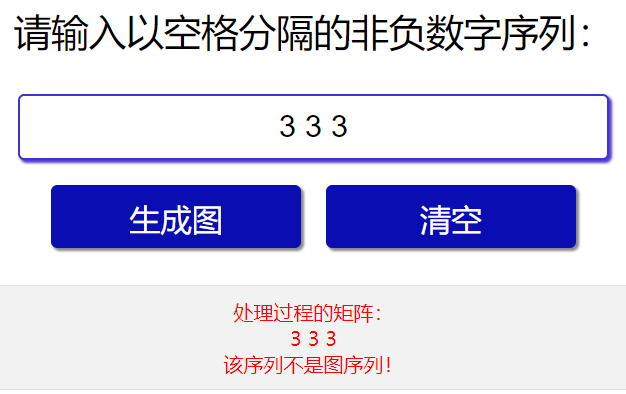 请输入以空格分隔的非负数字序列：
3 3 3
生成图 清空
处理过程的矩阵：
3 3 3
该序列不是图序列！